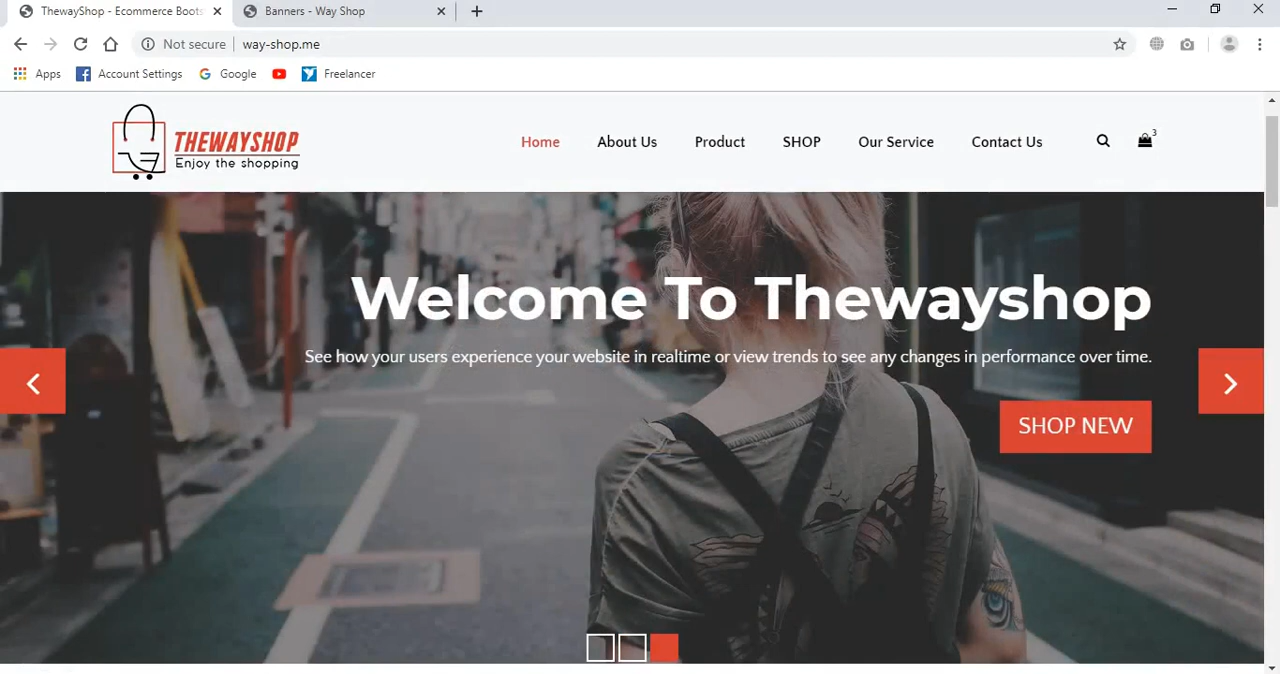 ThewayShop - Ecommerce Boots
Banners - Way Shop
Not secure
way-shop.me
Apps
Account Settings
Google
Freelancer
THEWAYSHOP
Enjoy the shopping
Home
About Us
Product
SHOP
Our Service
Contact Us
3
Welcome To Thewayshop
See how your users experience your website in realtime or view trends to see any changes in performance over time.
SHOP NEW